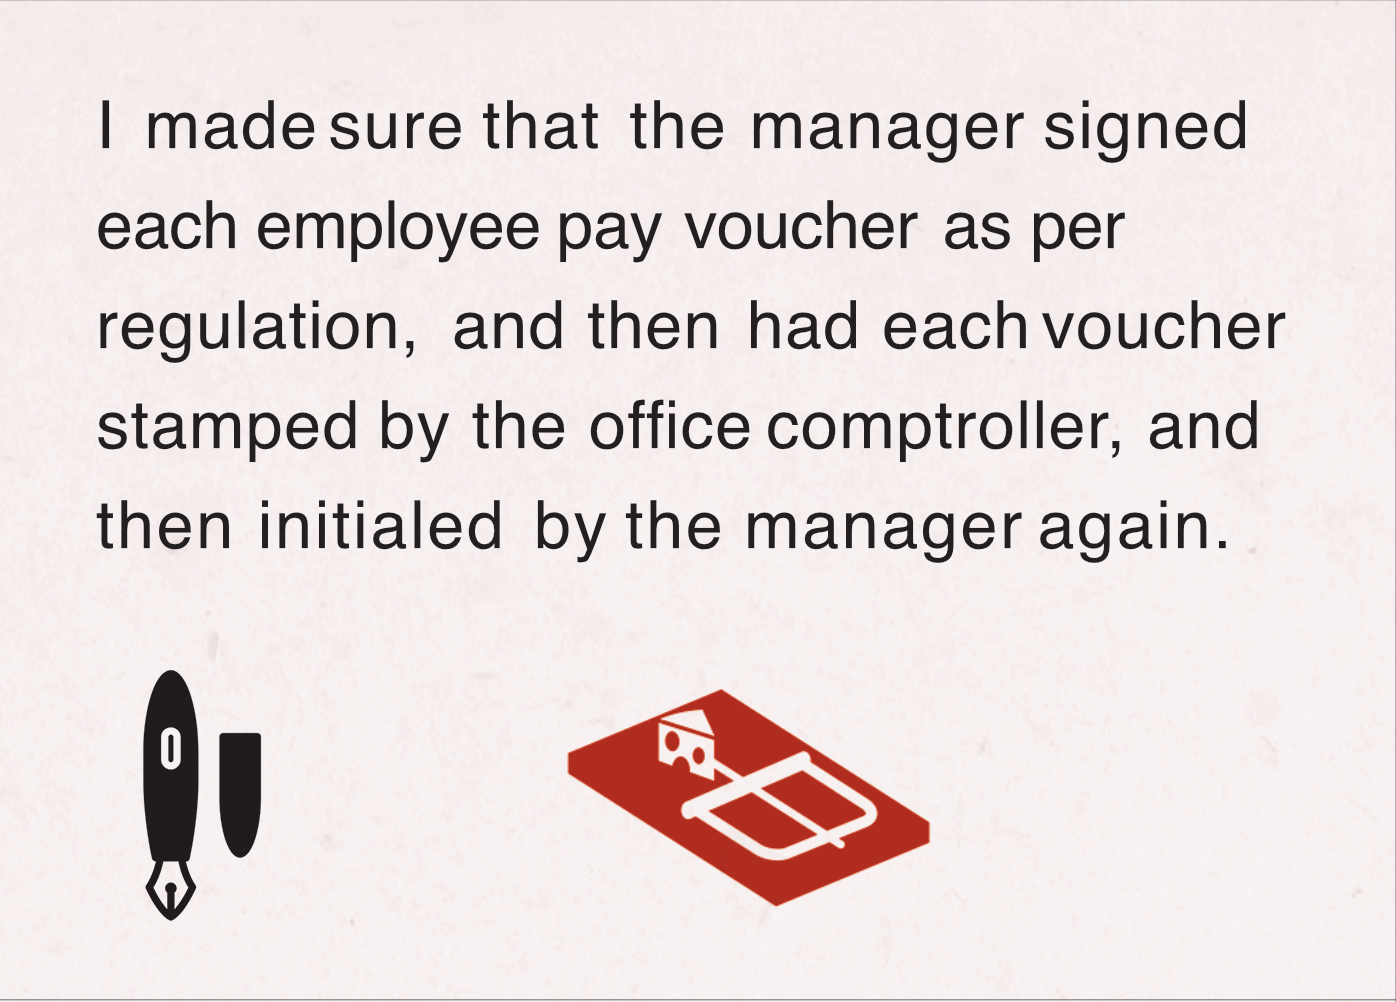 I made sure that the manager signed
each employee pay voucher as per
regulation, and then had each voucher
stamped by the office comptroller, and
then initialed by the manager again.